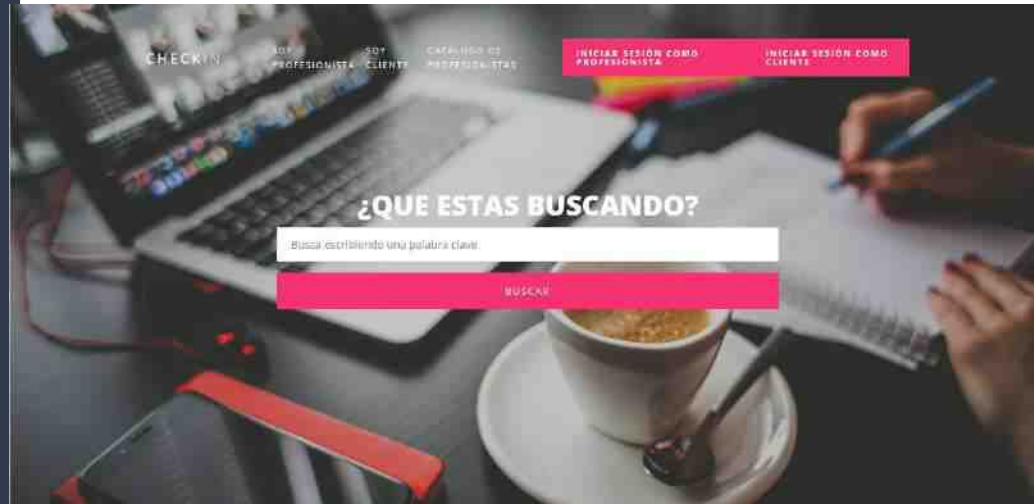 CHECKIN
SOY
PROFESIONISTA
SOY
CLIENTE
CATÁLOGO DE
PROFESIONISTAS
INICIAR SESIÓN COMO
PROFESIONISTA
INICIAR SESIÓN COMO
CLIENTE
¿QUE ESTAS BUSCANDO?
Busca escribiendo una palabra clave
BUSCAR